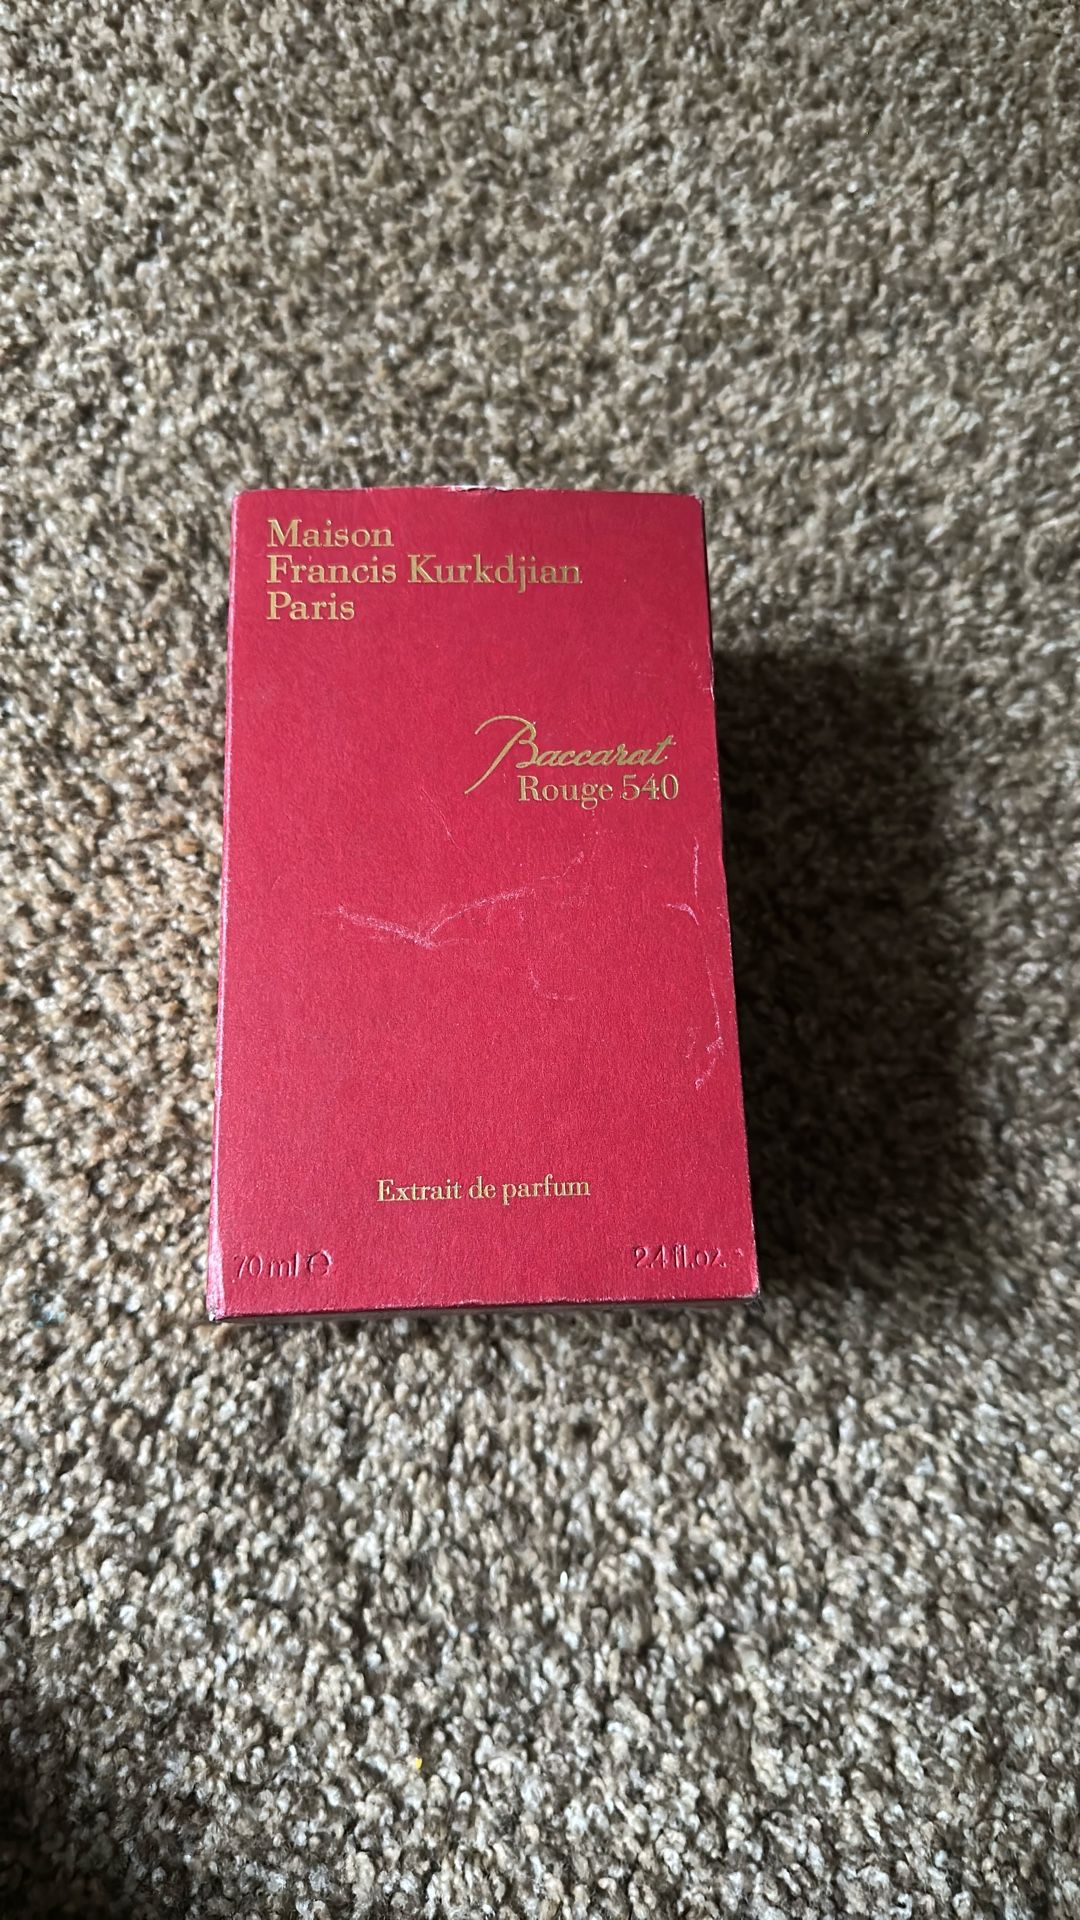 Maison
Francis Kurkdjian
Paris
Baccarat
Rouge 540
Extrait de parfum
70 ml ℮
2.4 fl.oz.